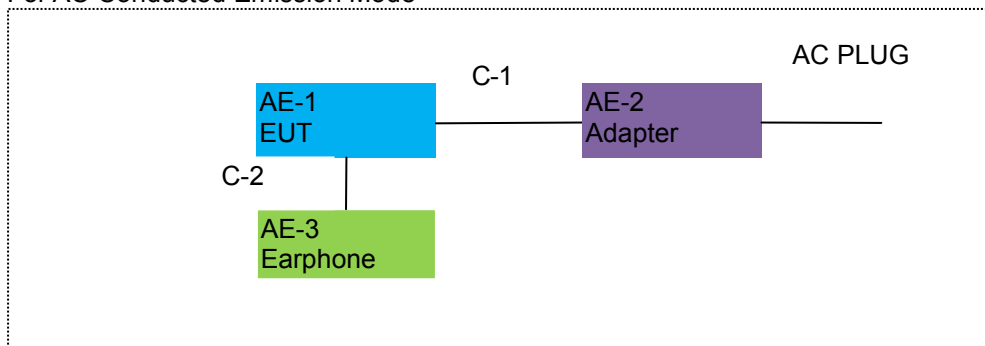 For AC Conducted Emission Mode
AC PLUG
C-1
AE-1
EUT
AE-2
Adapter
C-2
AE-3
Earphone